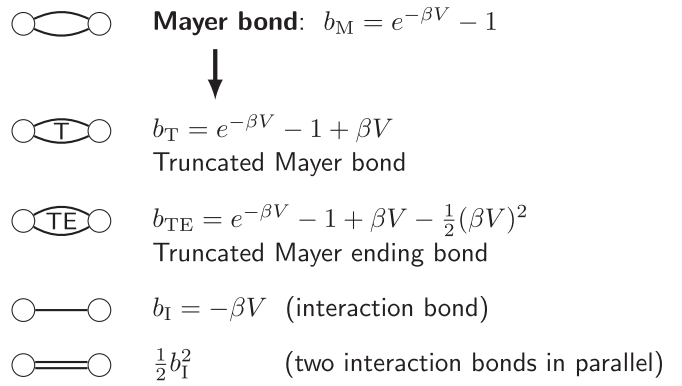 Mayer bond: b_M = e^{-βV} − 1
T b_T = e^{-βV} − 1 + βV
Truncated Mayer bond
TE b_TE = e^{-βV} − 1 + βV − ½(βV)²
Truncated Mayer ending bond
b_I = −βV (interaction bond)
½b_I² (two interaction bonds in parallel)